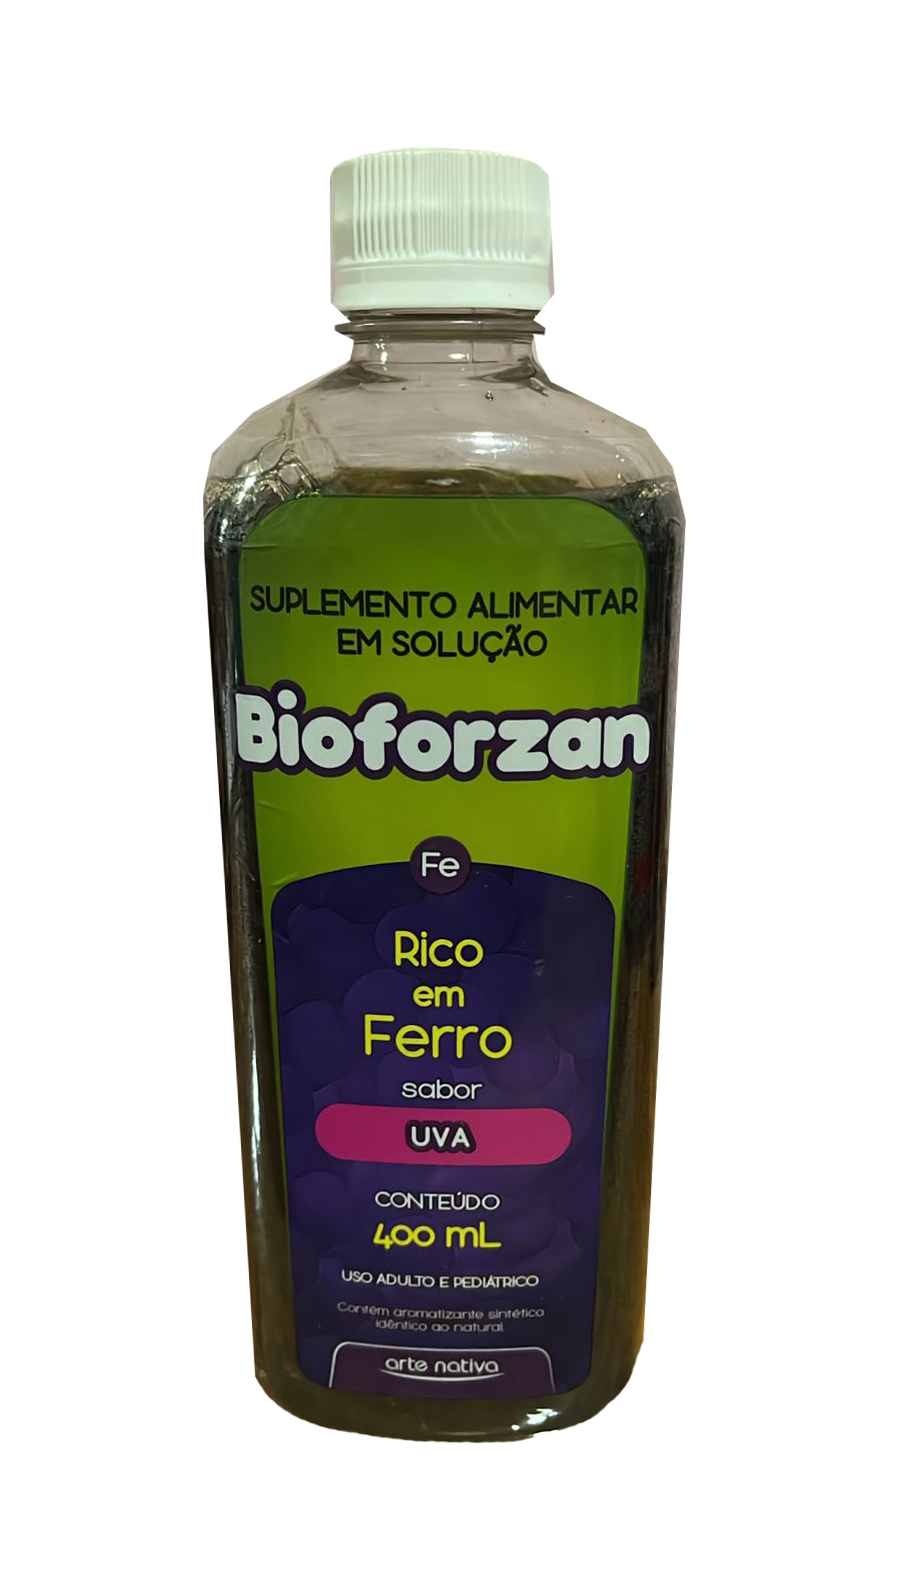 SUPLEMENTO ALIMENTAR
EM SOLUÇÃO
Bioforzan
Fe
Rico
em
Ferro
sabor
UVA
CONTEÚDO
400 mL
USO ADULTO E PEDIÁTRICO
Contém aromatizante sintético
idêntico ao natural
arte nativa